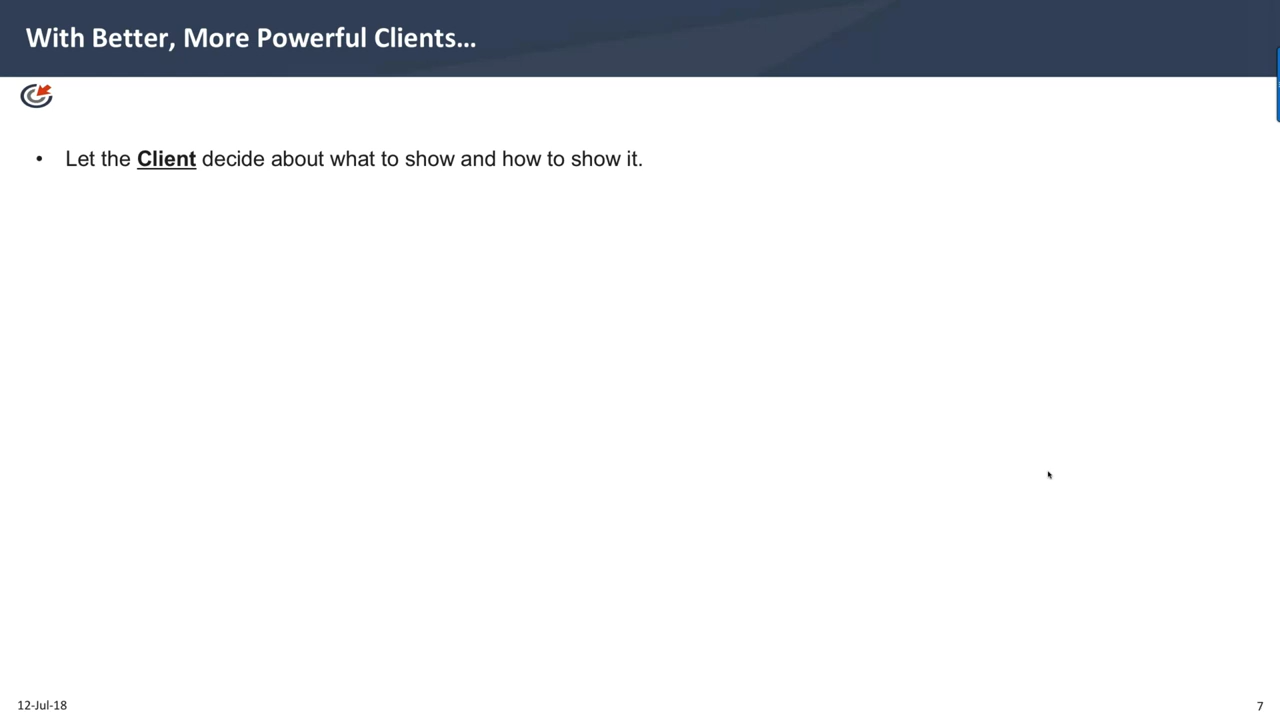 With Better, More Powerful Clients...
• Let the Client decide about what to show and how to show it.
12-Jul-18
7